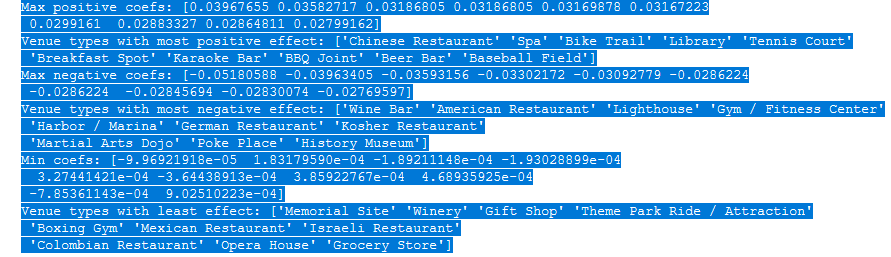 Max positive coefs: [0.03967655 0.03582717 0.03186805 0.03186805 0.03169878 0.03167223
 0.0299161  0.02883327 0.02864811 0.02799162]
Venue types with most positive effect: ['Chinese Restaurant' 'Spa' 'Bike Trail' 'Library' 'Tennis Court'
 'Breakfast Spot' 'Karaoke Bar' 'BBQ Joint' 'Beer Bar' 'Baseball Field']
Max negative coefs: [-0.05180588 -0.03963405 -0.03593156 -0.03302172 -0.03092779 -0.0286224
 -0.0286224  -0.02845694 -0.02830074 -0.02769597]
Venue types with most negative effect: ['Wine Bar' 'American Restaurant' 'Lighthouse' 'Gym / Fitness Center'
 'Harbor / Marina' 'German Restaurant' 'Kosher Restaurant'
 'Martial Arts Dojo' 'Poke Place' 'History Museum']
Min coefs: [-9.96921918e-05  1.83179590e-04 -1.89211148e-04 -1.93028899e-04
  3.27441421e-04 -3.64438913e-04  3.85922767e-04  4.68935925e-04
 -7.85361143e-04  9.02510223e-04]
Venue types with least effect: ['Memorial Site' 'Winery' 'Gift Shop' 'Theme Park Ride / Attraction'
 'Boxing Gym' 'Mexican Restaurant' 'Israeli Restaurant'
 'Colombian Restaurant' 'Opera House' 'Grocery Store']